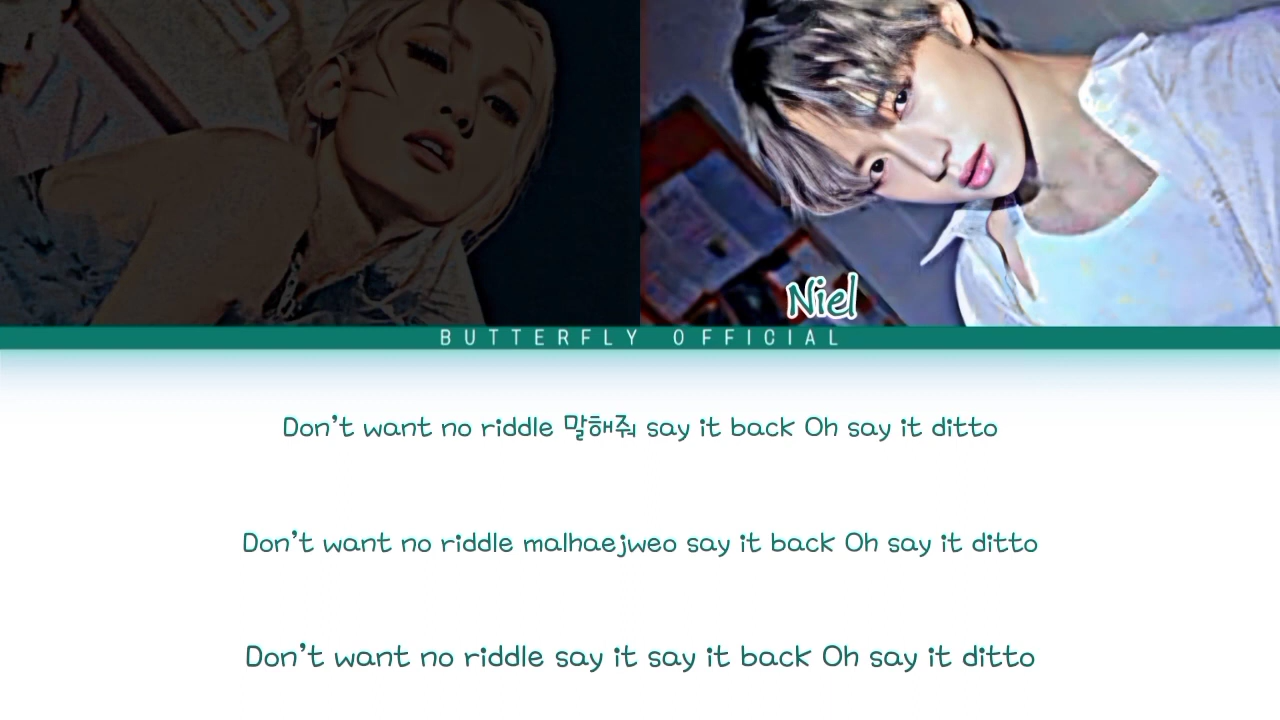 Niel
BUTTERFLY OFFICIAL
Don't want no riddle 말해줘 say it back Oh say it ditto
Don't want no riddle malhaejweo say it back Oh say it ditto
Don't want no riddle say it say it back Oh say it ditto